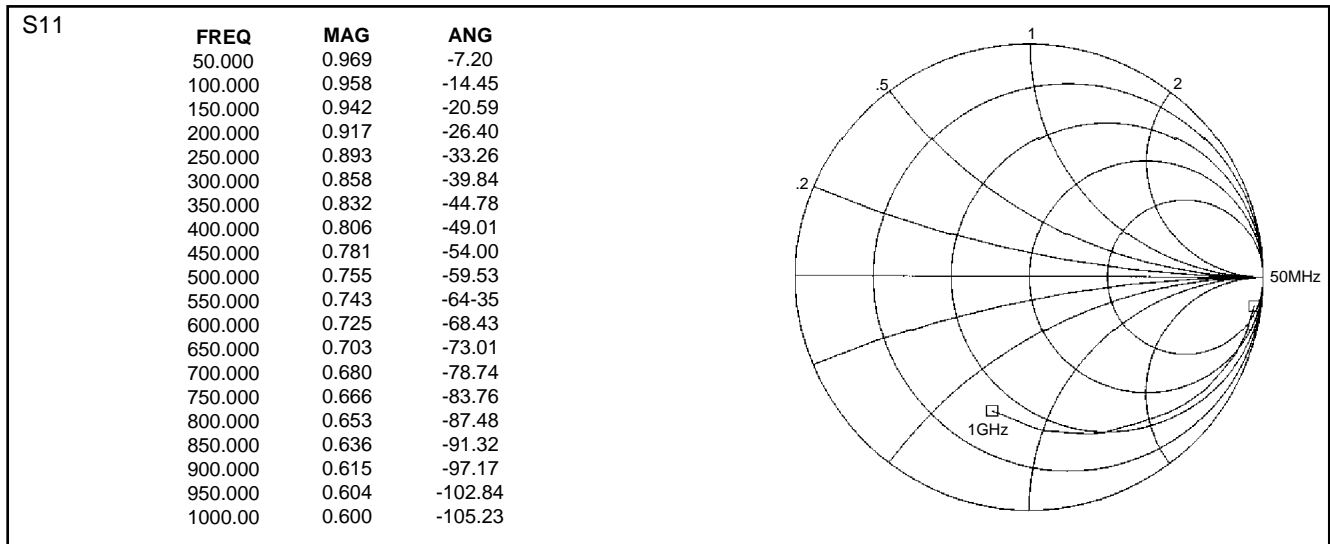 S11
FREQ MAG ANG
50.000 0.969 -7.20
100.000 0.958 -14.45
150.000 0.942 -20.59
200.000 0.917 -26.40
250.000 0.893 -33.26
300.000 0.858 -39.84
350.000 0.832 -44.78
400.000 0.806 -49.01
450.000 0.781 -54.00
500.000 0.755 -59.53
550.000 0.743 -64-35
600.000 0.725 -68.43
650.000 0.703 -73.01
700.000 0.680 -78.74
750.000 0.666 -83.76
800.000 0.653 -87.48
850.000 0.636 -91.32
900.000 0.615 -97.17
950.000 0.604 -102.84
1000.00 0.600 -105.23
1
.5
2
.2
50MHz
1GHz